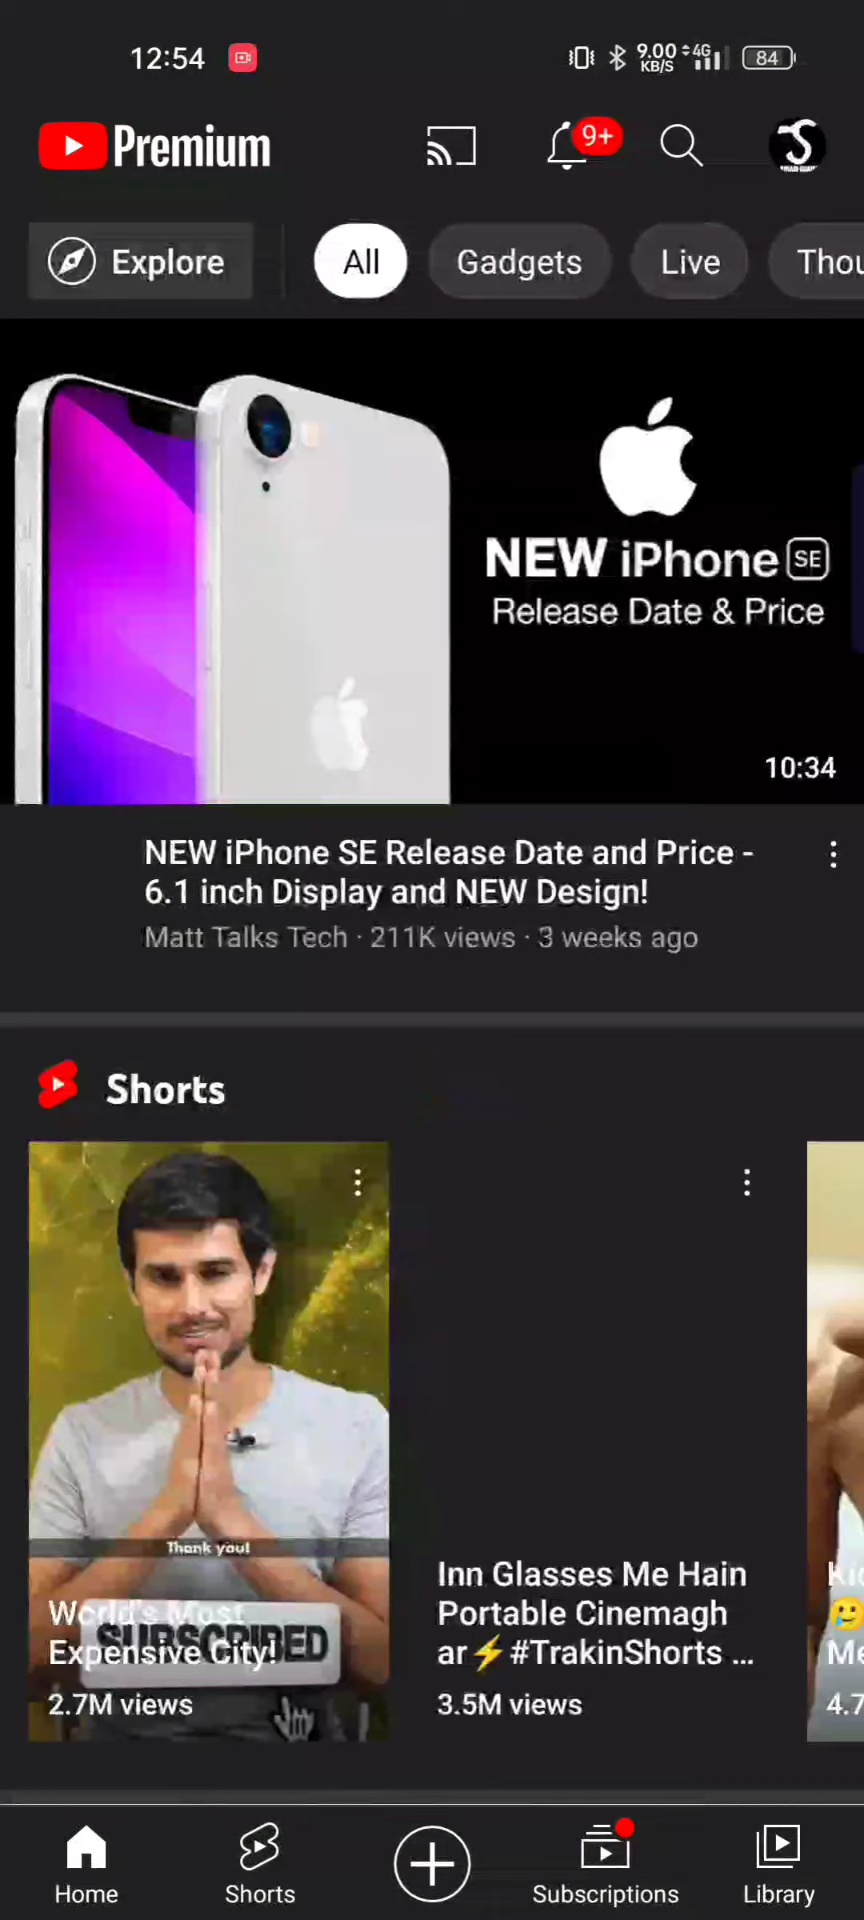 12:54
9.00 KB/S 4G 84
Premium
9+
Explore
All
Gadgets
Live
Thou
NEW iPhone SE
Release Date & Price
10:34
NEW iPhone SE Release Date and Price -
6.1 inch Display and NEW Design!
Matt Talks Tech · 211K views · 3 weeks ago
Shorts
Thank you!
SUBSCRIBED
World's Most
Expensive City!
2.7M views
Inn Glasses Me Hain
Portable Cinemagh
ar⚡#TrakinShorts ...
3.5M views
🥲
Me
4.7
Home
Shorts
Subscriptions
Library